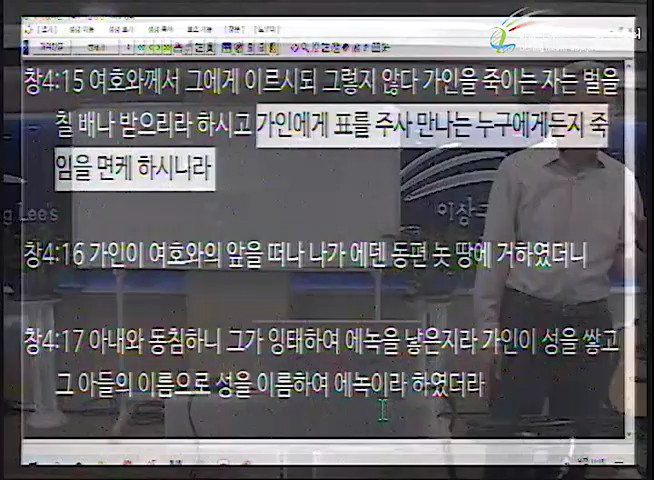 창4:15 여호와께서 그에게 이르시되 그렇지 않다 가인을 죽이는 자는 벌을
칠 배나 받으리라 하시고 가인에게 표를 주사 만나는 누구에게든지 죽
임을 면케 하시니라
g Lee's
이상구
창4:16 가인이 여호와의 앞을 떠나 나가 에덴 동편 놋 땅에 거하였더니
창4:17 아내와 동침하니 그가 잉태하여 에녹을 낳은지라 가인이 성을 쌓고
그 아들의 이름으로 성을 이름하여 에녹이라 하였더라